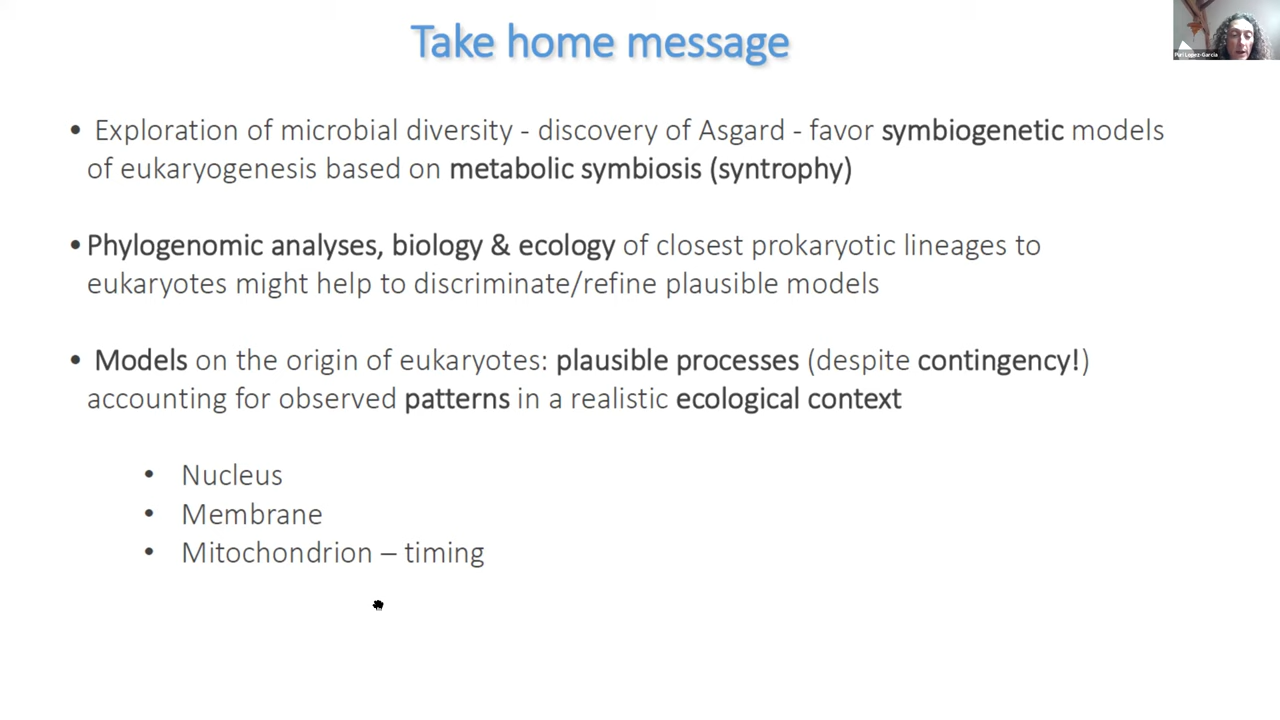 Take home message
Puri Lopez-Garcia
• Exploration of microbial diversity - discovery of Asgard - favor symbiogenetic models
of eukaryogenesis based on metabolic symbiosis (syntrophy)
• Phylogenomic analyses, biology & ecology of closest prokaryotic lineages to
eukaryotes might help to discriminate/refine plausible models
• Models on the origin of eukaryotes: plausible processes (despite contingency!)
accounting for observed patterns in a realistic ecological context
• Nucleus
• Membrane
• Mitochondrion – timing